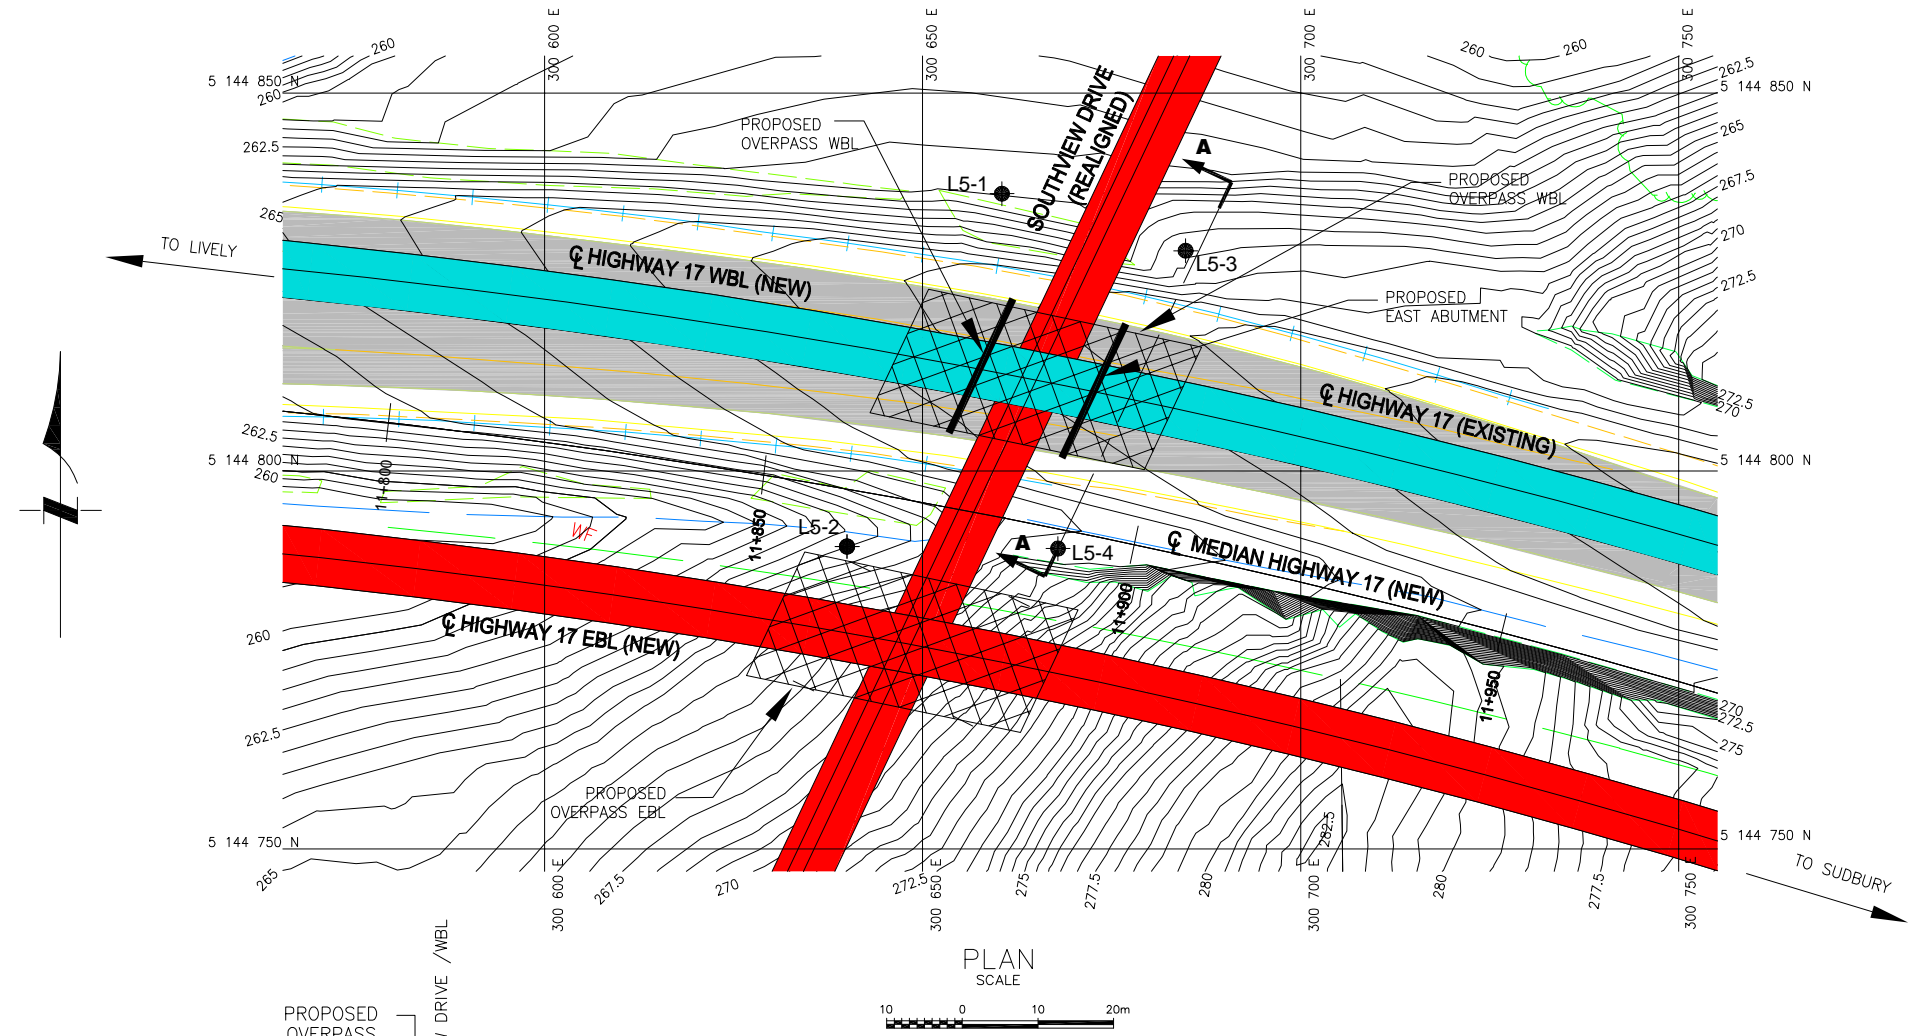 300 600 E
300 650 E
300 700 E
300 750 E
260
260
260
262.5
5 144 850 N
5 144 850 N
260
265
262.5
267.5
265
270
272.5
PROPOSED
OVERPASS WBL
SOUTHVIEW DRIVE
(REALIGNED)
A
L5-1
PROPOSED
OVERPASS WBL
TO LIVELY
L5-3
℄ HIGHWAY 17 WBL (NEW)
PROPOSED
EAST ABUTMENT
℄ HIGHWAY 17 (EXISTING)
272.5
270
262.5
5 144 800 N
5 144 800 N
260
11+800
WF
11+850
L5-2
A
L5-4
℄ MEDIAN HIGHWAY 17 (NEW)
11+900
260
℄ HIGHWAY 17 EBL (NEW)
11+950
262.5
270
272.5
275
PROPOSED
OVERPASS EBL
282.5
5 144 750 N
5 144 750 N
265
300 600 E
267.5
270
272.5
300 650 E
275
277.5
280
300 700 E
280
277.5
300 750 E
TO SUDBURY
PLAN
SCALE
10 0 10 20m
PROPOSED
OVERPASS
DRIVE /WBL